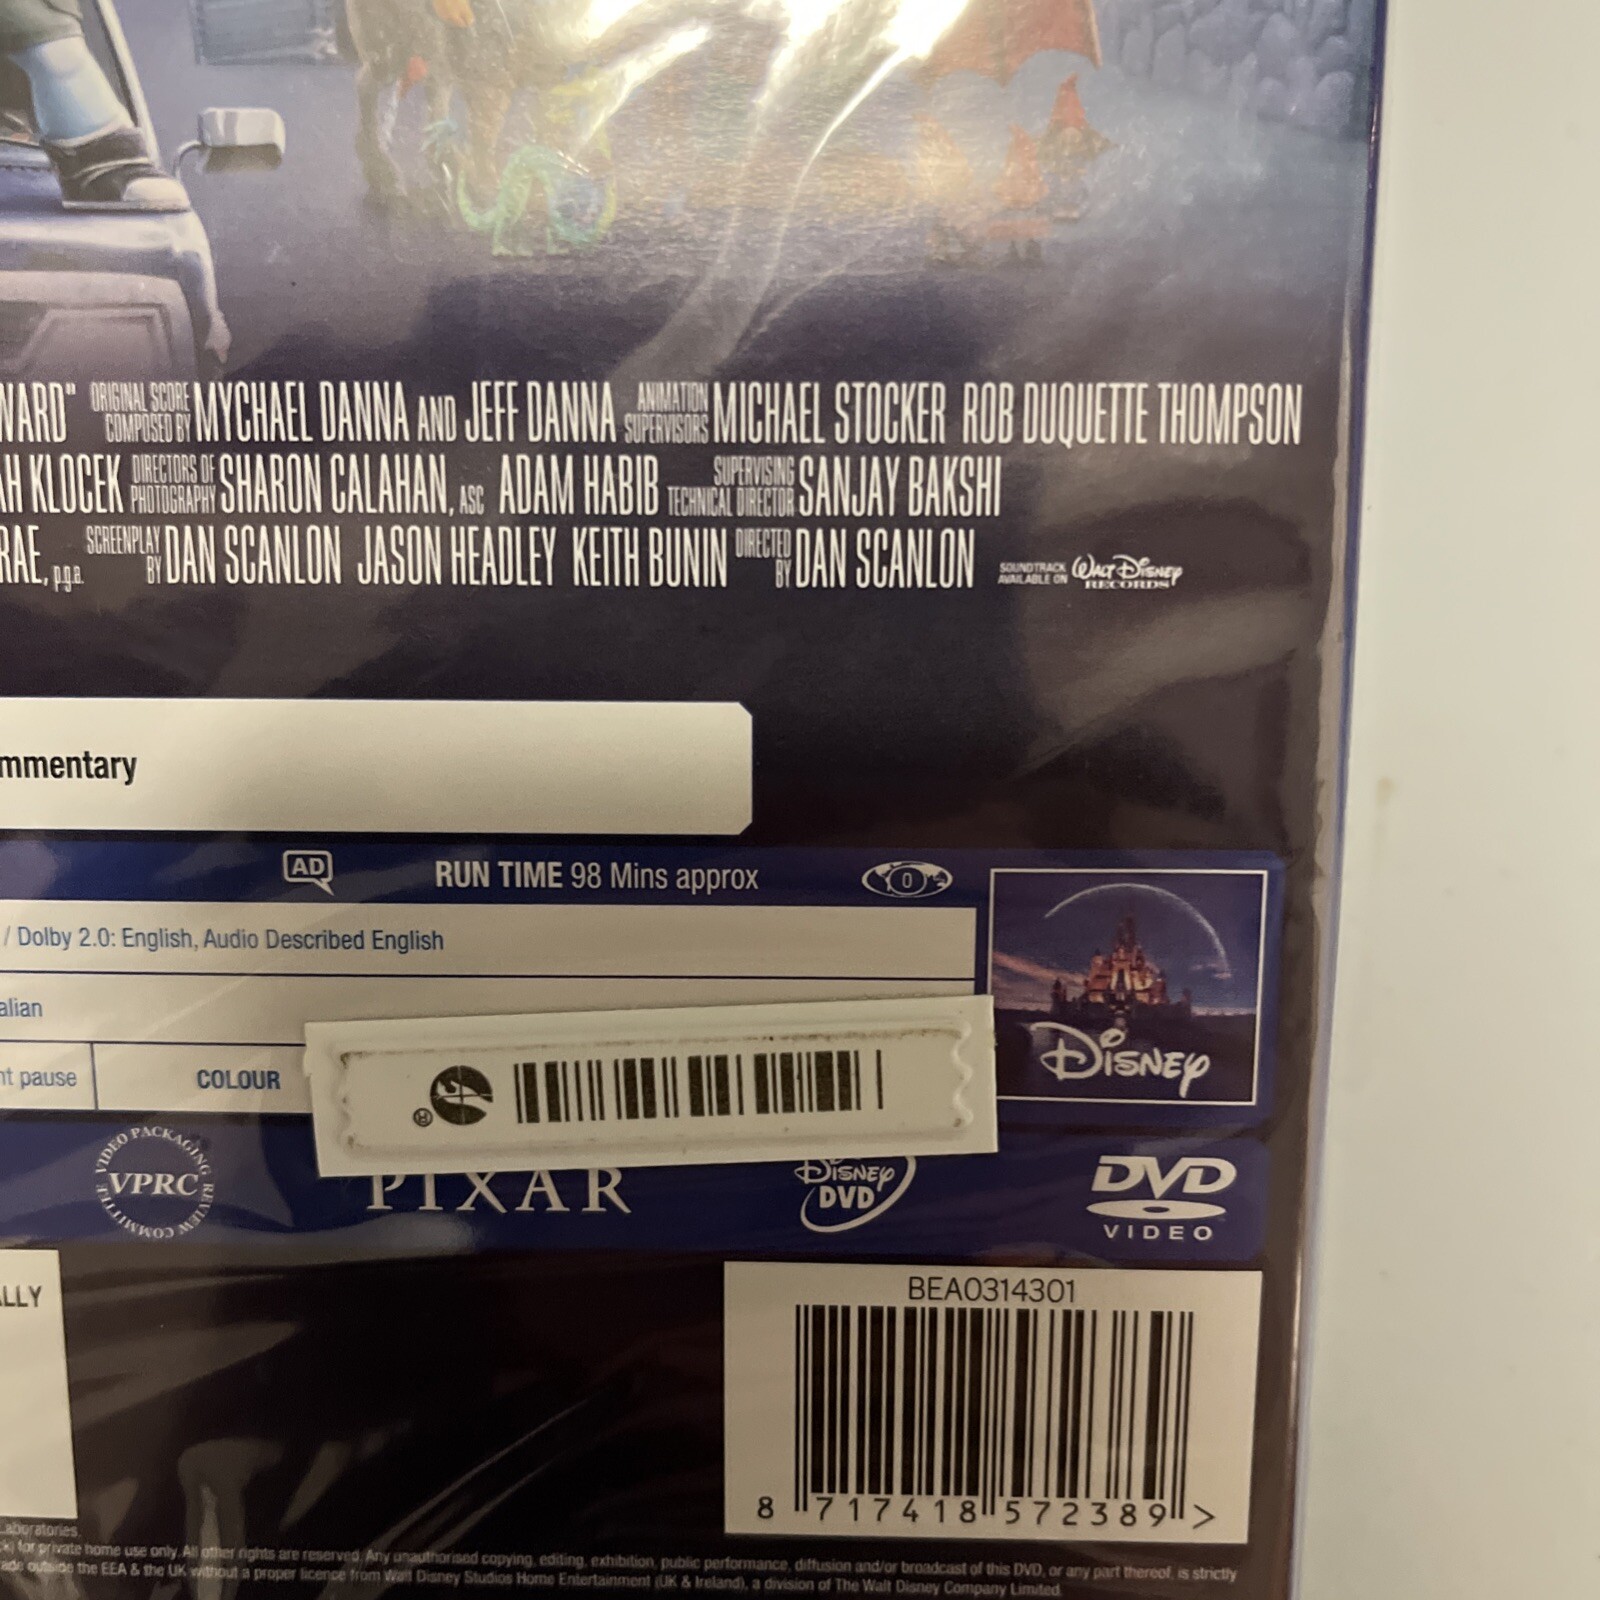 WARD" ORIGINAL SCORE COMPOSED BY MYCHAEL DANNA AND JEFF DANNA ANIMATION SUPERVISORS MICHAEL STOCKER ROB DUQUETTE THOMPSON
AH KLOCEK DIRECTORS OF PHOTOGRAPHY SHARON CALAHAN, ASC ADAM HABIB SUPERVISING TECHNICAL DIRECTOR SANJAY BAKSHI
RAE, p.g.a. SCREENPLAY BY DAN SCANLON JASON HEADLEY KEITH BUNIN DIRECTED BY DAN SCANLON SOUNDTRACK AVAILABLE ON WALT DISNEY RECORDS
mmentary
AD RUN TIME 98 Mins approx 0
/ Dolby 2.0: English, Audio Described English
alian
nt pause COLOUR
DISNEY
®
VIDEO PACKAGING REVIEW COMMITTEE
VPRC
PIXAR
DISNEY DVD
DVD VIDEO
ALLY
BEA0314301
8 717418 572389 >
Laboratories.
k) for private home use only. All other rights are reserved. Any unauthorised copying, editing, exhibition, public performance, diffusion and/or broadcast of this DVD, or any part thereof, is strictly
ade outside the EEA & the UK without a proper licence from Walt Disney Studios Home Entertainment (UK & Ireland), a division of The Walt Disney Company Limited.